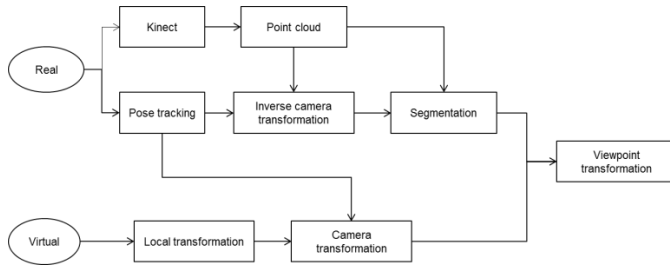 Kinect
Point cloud
Real
Pose tracking
Inverse camera
transformation
Segmentation
Viewpoint
transformation
Virtual
Local transformation
Camera
transformation